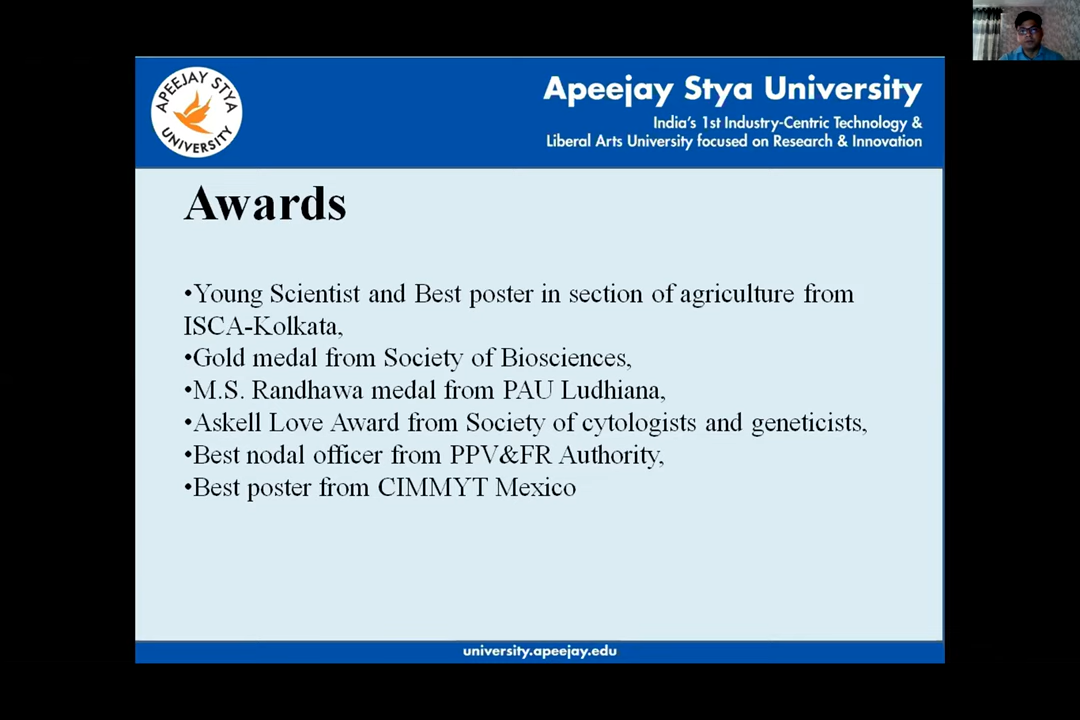 APEEJAY STYA
UNIVERSITY
Apeejay Stya University
India's 1st Industry-Centric Technology &
Liberal Arts University focused on Research & Innovation
Awards
•Young Scientist and Best poster in section of agriculture from
ISCA-Kolkata,
•Gold medal from Society of Biosciences,
•M.S. Randhawa medal from PAU Ludhiana,
•Askell Love Award from Society of cytologists and geneticists,
•Best nodal officer from PPV&FR Authority,
•Best poster from CIMMYT Mexico
university.apeejay.edu